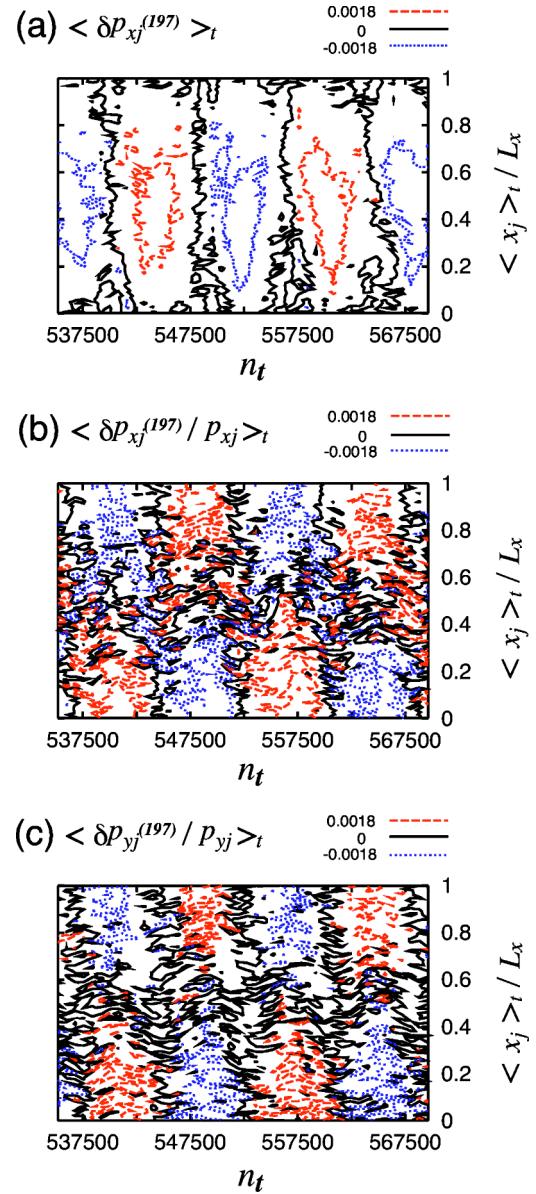 (a) < δp_xj^(197) >_t
0.0018
0
-0.0018
1
0.8
0.6
0.4
0.2
0
< x_j >_t / L_x
537500 547500 557500 567500
n_t
(b) < δp_xj^(197) / p_xj >_t
0.0018
0
-0.0018
1
0.8
0.6
0.4
0.2
0
< x_j >_t / L_x
537500 547500 557500 567500
n_t
(c) < δp_yj^(197) / p_yj >_t
0.0018
0
-0.0018
1
0.8
0.6
0.4
0.2
0
< x_j >_t / L_x
537500 547500 557500 567500
n_t